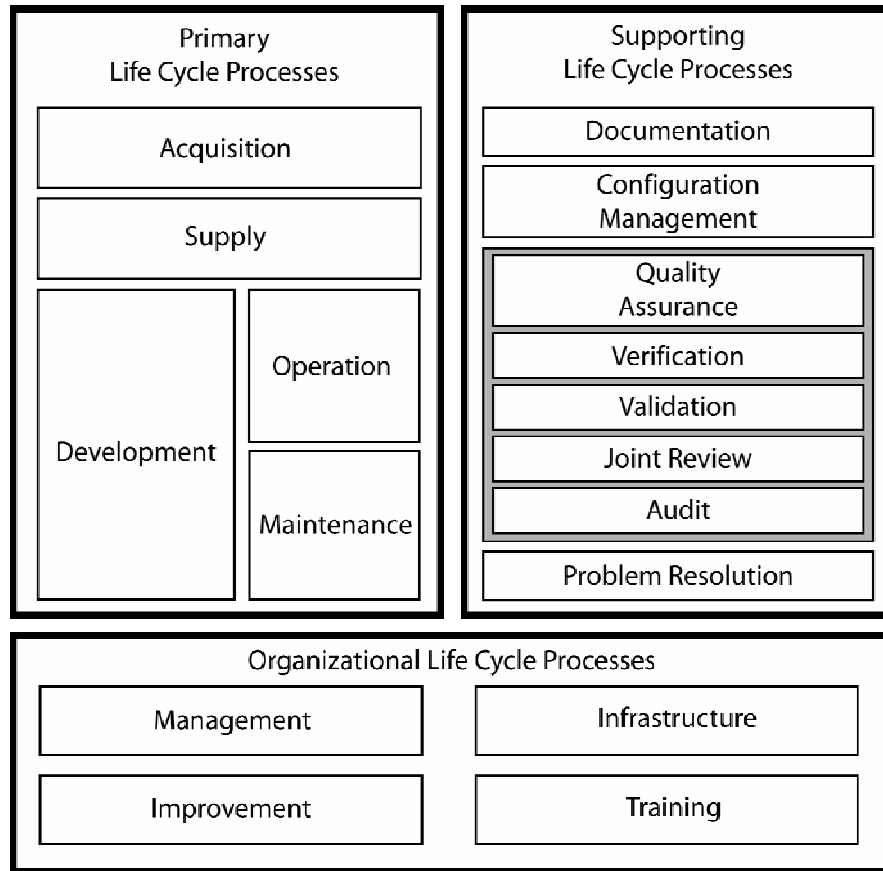 Primary
Life Cycle Processes
Acquisition
Supply
Development
Operation
Maintenance
Supporting
Life Cycle Processes
Documentation
Configuration
Management
Quality
Assurance
Verification
Validation
Joint Review
Audit
Problem Resolution
Organizational Life Cycle Processes
Management
Infrastructure
Improvement
Training